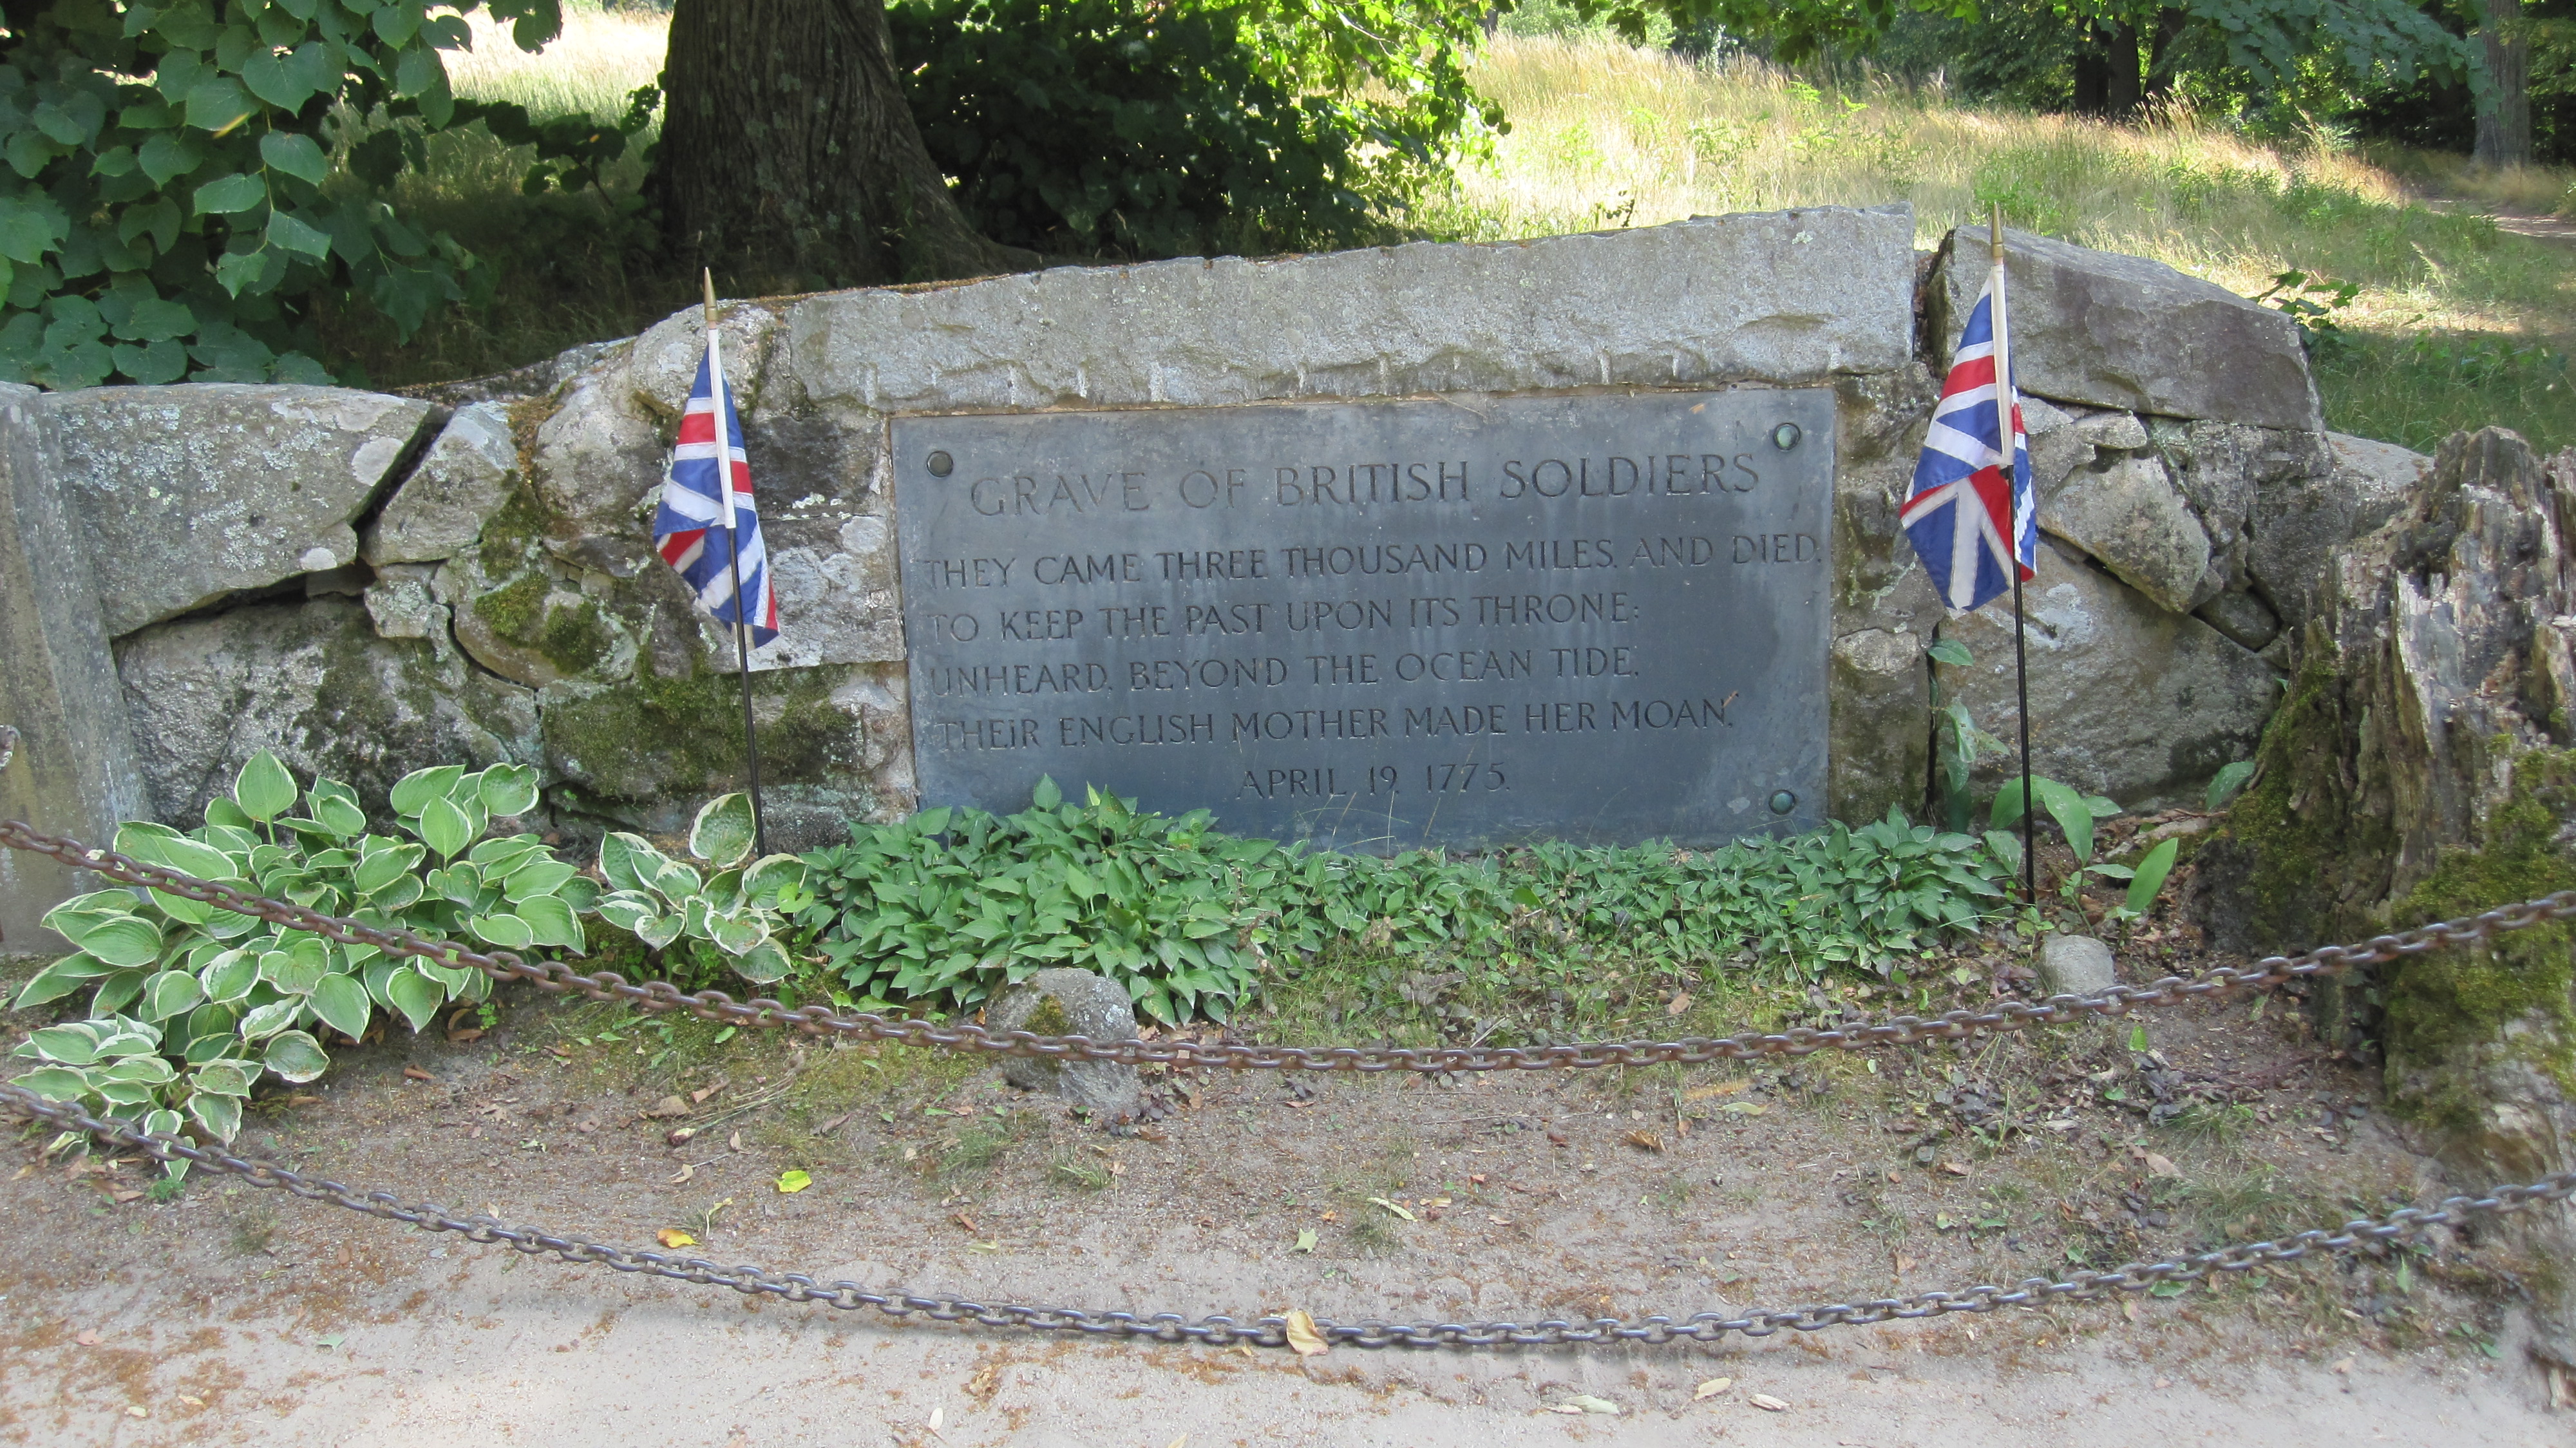 GRAVE OF BRITISH SOLDIERS
THEY CAME THREE THOUSAND MILES, AND DIED,
TO KEEP THE PAST UPON ITS THRONE:
UNHEARD, BEYOND THE OCEAN TIDE,
THEIR ENGLISH MOTHER MADE HER MOAN.
APRIL 19, 1775.